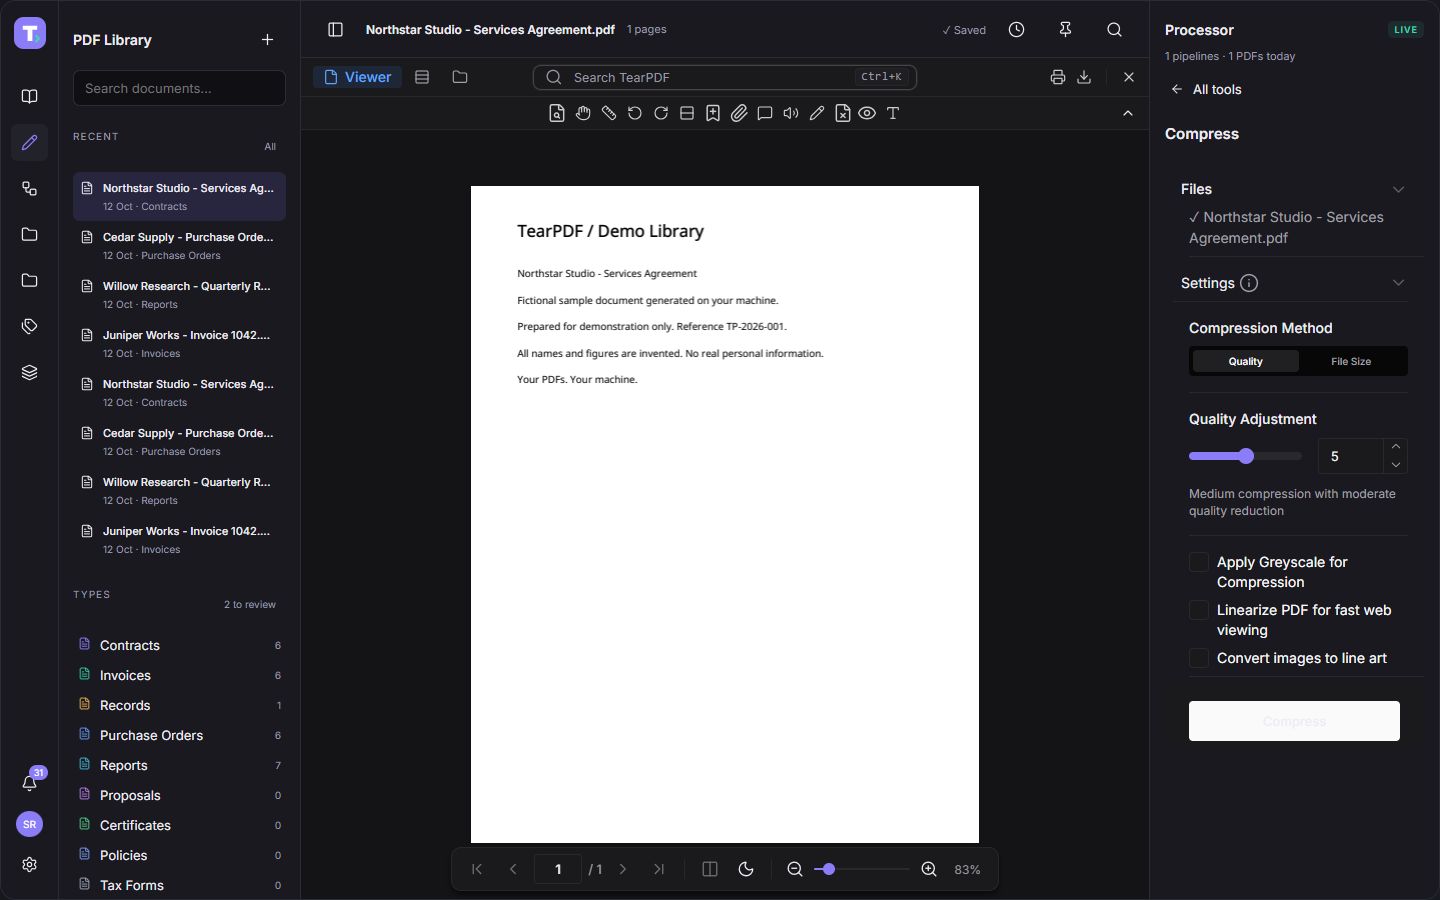 T
PDF Library
Search documents...
RECENT
All
Northstar Studio - Services Ag...
12 Oct · Contracts
Cedar Supply - Purchase Orde...
12 Oct · Purchase Orders
Willow Research - Quarterly R...
12 Oct · Reports
Juniper Works - Invoice 1042....
12 Oct · Invoices
Northstar Studio - Services Ag...
12 Oct · Contracts
Cedar Supply - Purchase Orde...
12 Oct · Purchase Orders
Willow Research - Quarterly R...
12 Oct · Reports
Juniper Works - Invoice 1042....
12 Oct · Invoices
TYPES
2 to review
Contracts 6
Invoices 6
Records 1
Purchase Orders 6
Reports 7
Proposals 0
Certificates 0
Policies 0
Tax Forms 0
31
SR
Northstar Studio - Services Agreement.pdf 1 pages
✓ Saved
Viewer
Search TearPDF Ctrl+K
TearPDF / Demo Library
Northstar Studio - Services Agreement
Fictional sample document generated on your machine.
Prepared for demonstration only. Reference TP-2026-001.
All names and figures are invented. No real personal information.
Your PDFs. Your machine.
1 / 1
83%
Processor LIVE
1 pipelines · 1 PDFs today
All tools
Compress
Files
✓ Northstar Studio - Services
Agreement.pdf
Settings
Compression Method
Quality File Size
Quality Adjustment
5
Medium compression with moderate
quality reduction
Apply Greyscale for
Compression
Linearize PDF for fast web
viewing
Convert images to line art
Compress